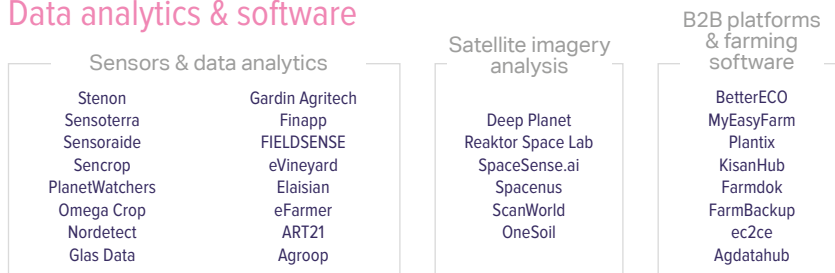 Data analytics & software
Sensors & data analytics
Stenon
Sensoterra
Sensoraide
Sencrop
PlanetWatchers
Omega Crop
Nordetect
Glas Data
Gardin Agritech
Finapp
FIELDSENSE
eVineyard
Elaisian
eFarmer
ART21
Agroop
Satellite imagery
analysis
Deep Planet
Reaktor Space Lab
SpaceSense.ai
Spacenus
ScanWorld
OneSoil
B2B platforms
& farming
software
BetterECO
MyEasyFarm
Plantix
KisanHub
Farmdok
FarmBackup
ec2ce
Agdatahub